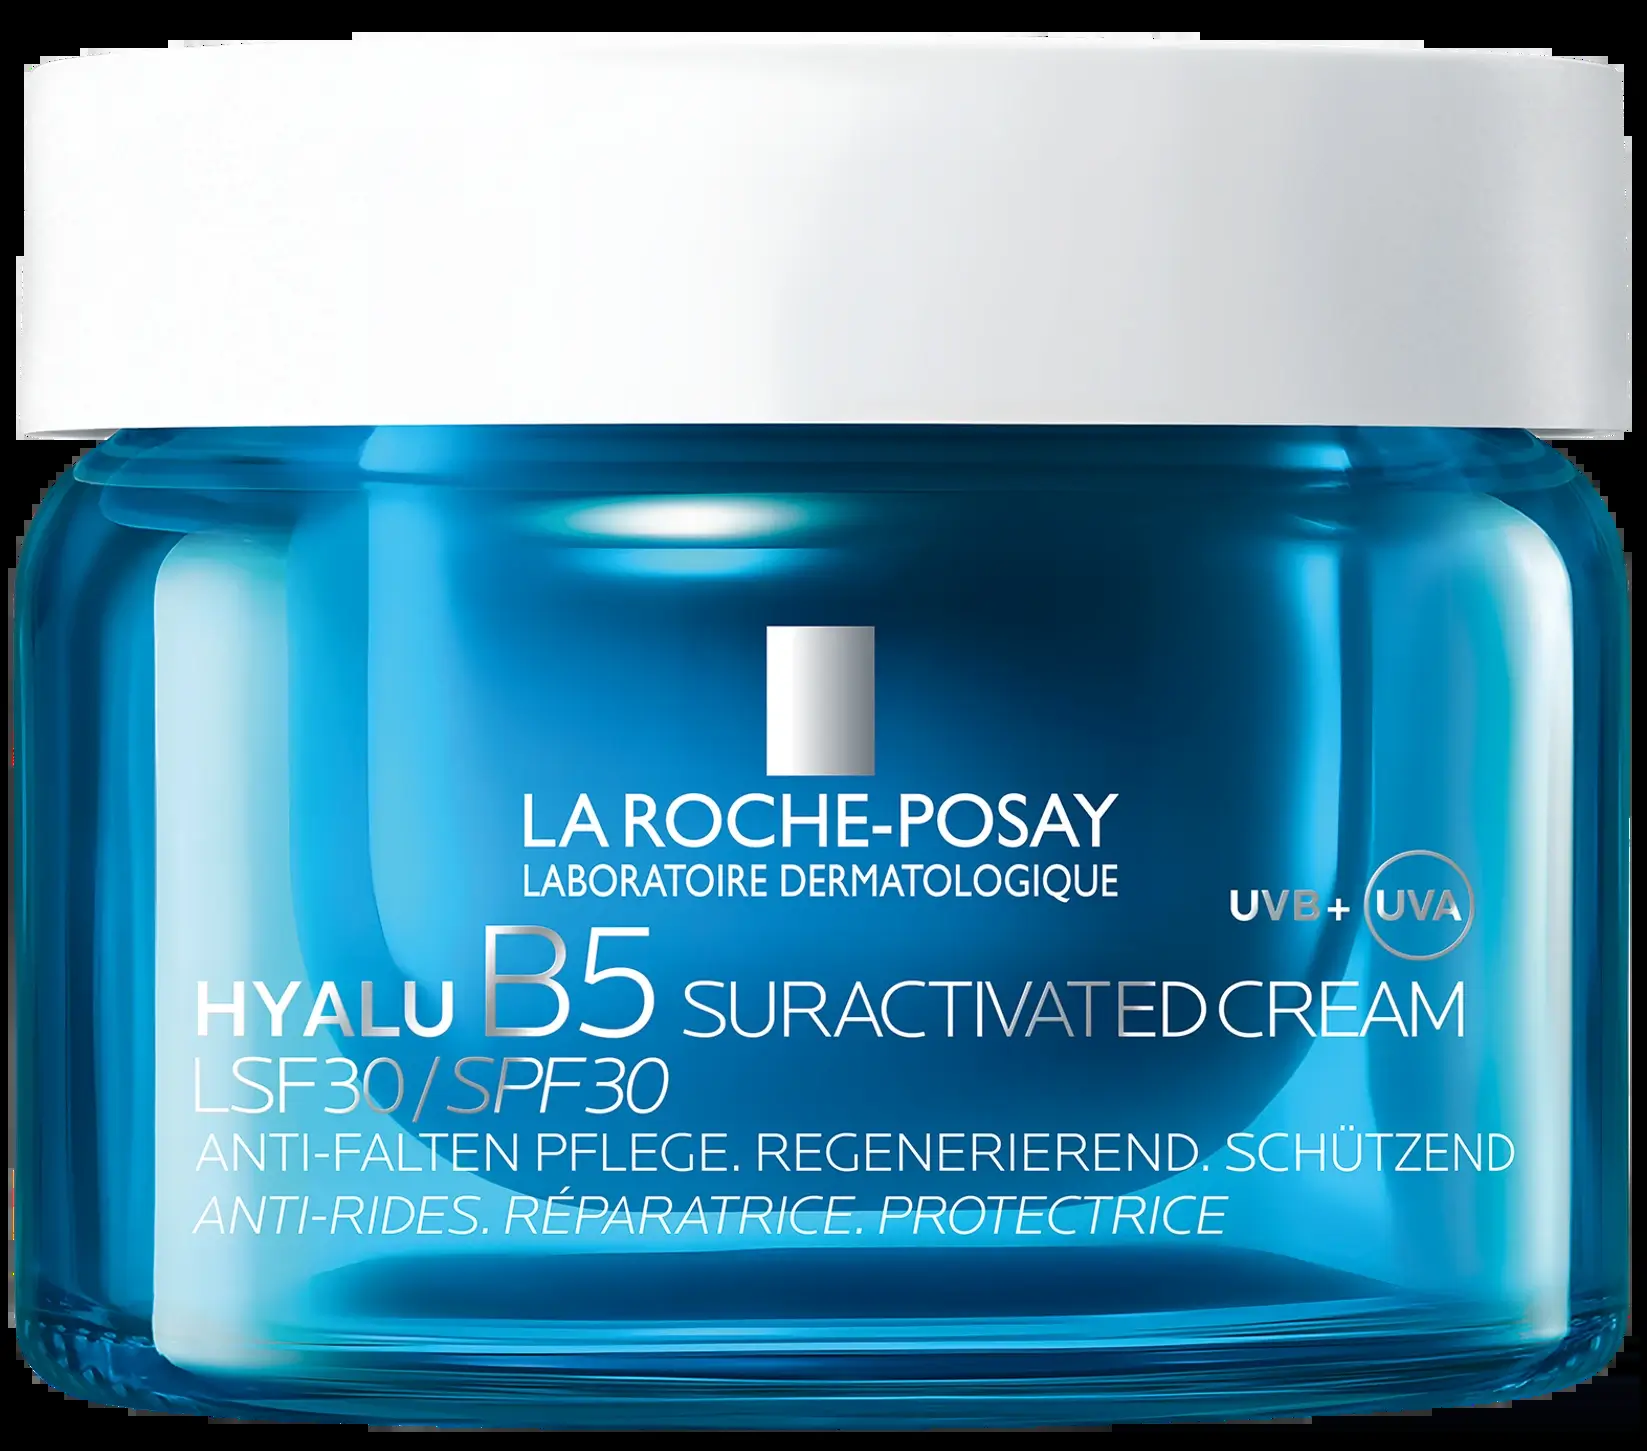 LA ROCHE-POSAY
LABORATOIRE DERMATOLOGIQUE
UVB+ UVA
HYALU B5 SURACTIVATED CREAM
LSF30/SPF30
ANTI-FALTEN PFLEGE. REGENERIEREND. SCHÜTZEND
ANTI-RIDES. RÉPARATRICE. PROTECTRICE